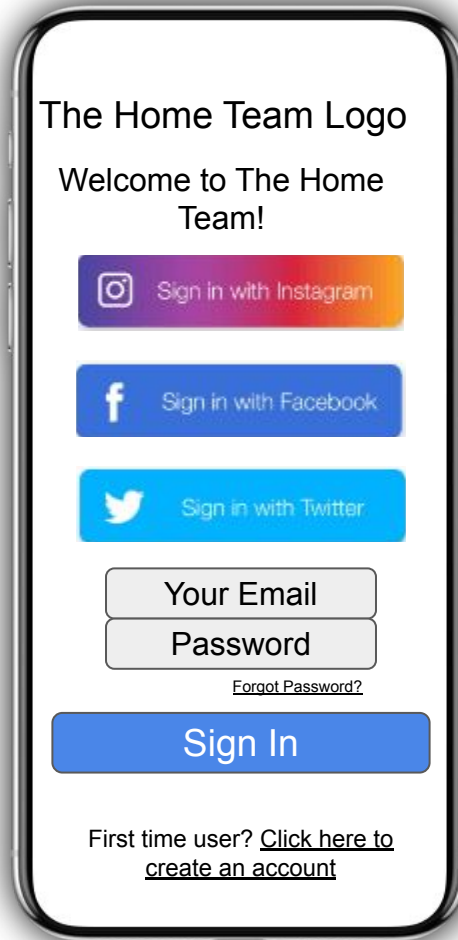 The Home Team Logo
Welcome to The Home
Team!
Sign in with Instagram
Sign in with Facebook
Sign in with Twitter
Your Email
Password
Forgot Password?
Sign In
First time user? Click here to
create an account